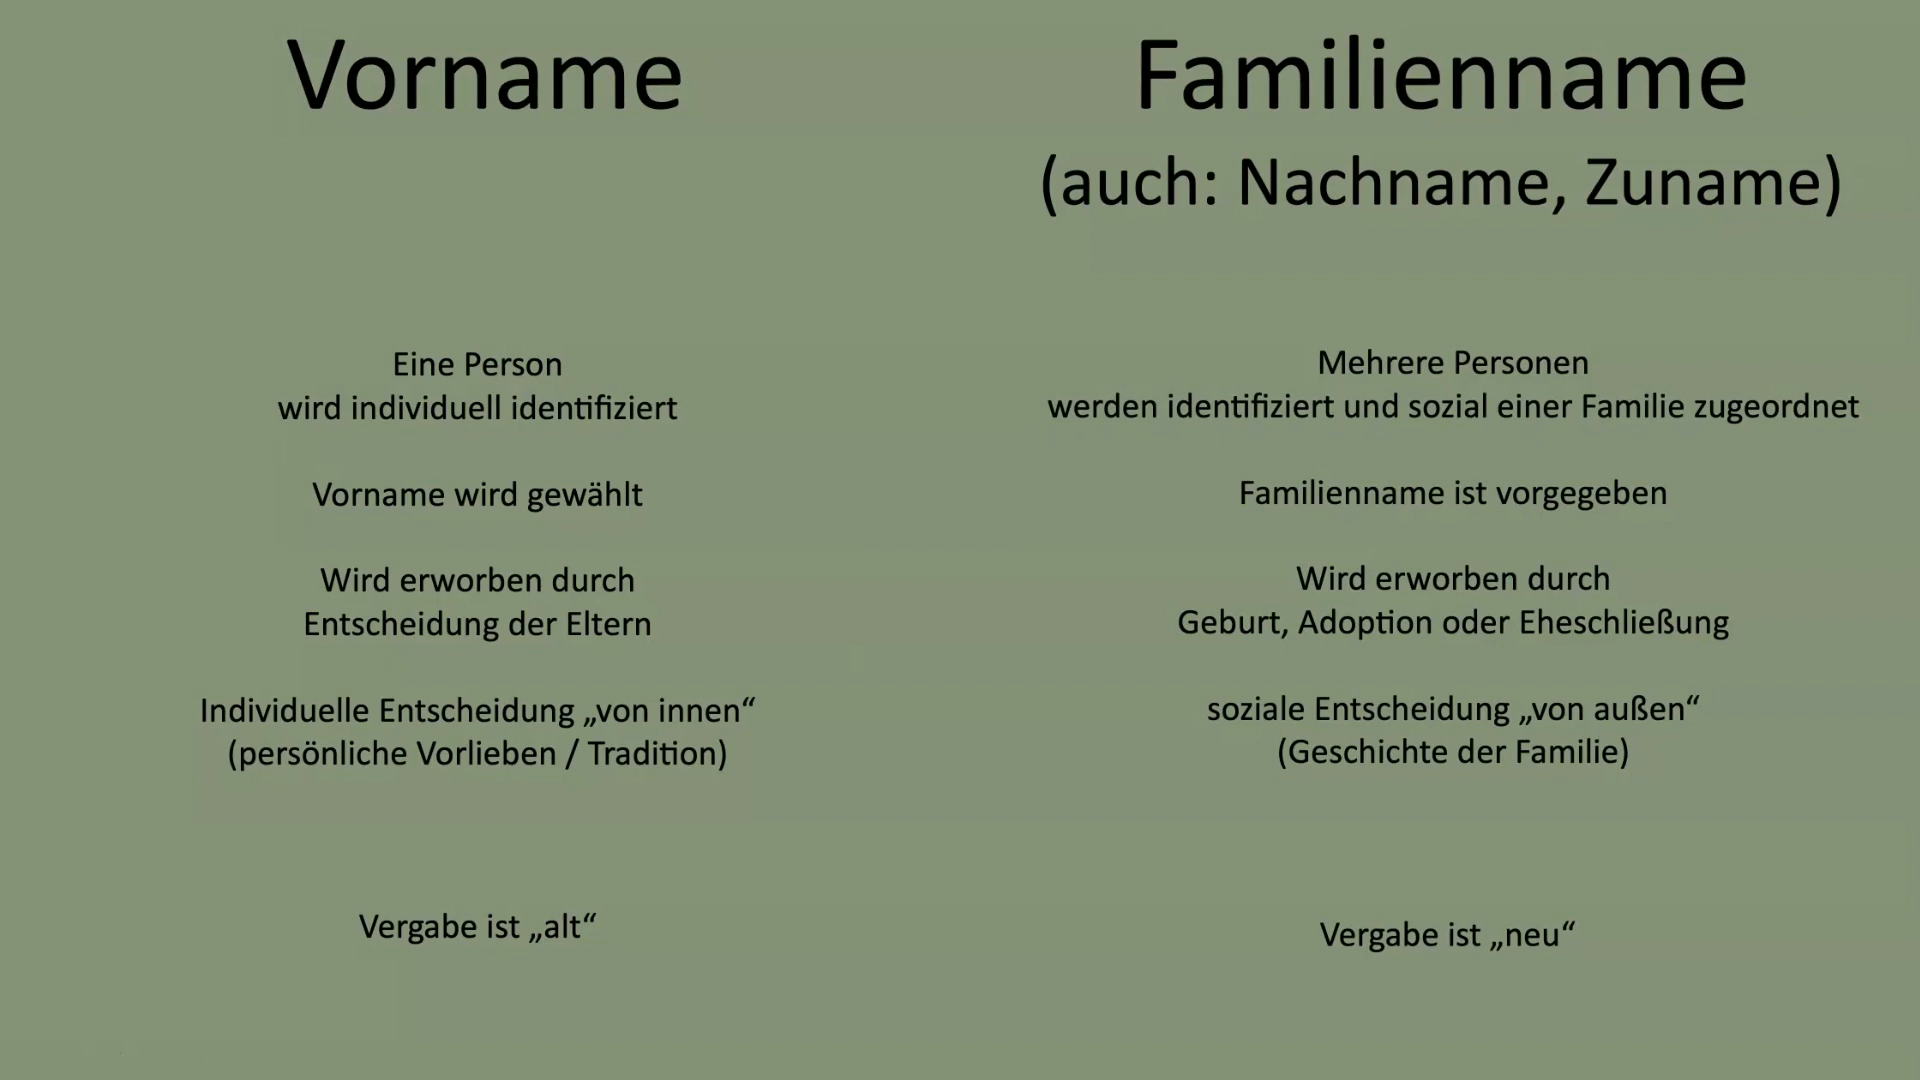 Vorname
Eine Person
wird individuell identifiziert
Vorname wird gewählt
Wird erworben durch
Entscheidung der Eltern
Individuelle Entscheidung „von innen“
(persönliche Vorlieben / Tradition)
Vergabe ist „alt“
Familienname
(auch: Nachname, Zuname)
Mehrere Personen
werden identifiziert und sozial einer Familie zugeordnet
Familienname ist vorgegeben
Wird erworben durch
Geburt, Adoption oder Eheschließung
soziale Entscheidung „von außen“
(Geschichte der Familie)
Vergabe ist „neu“